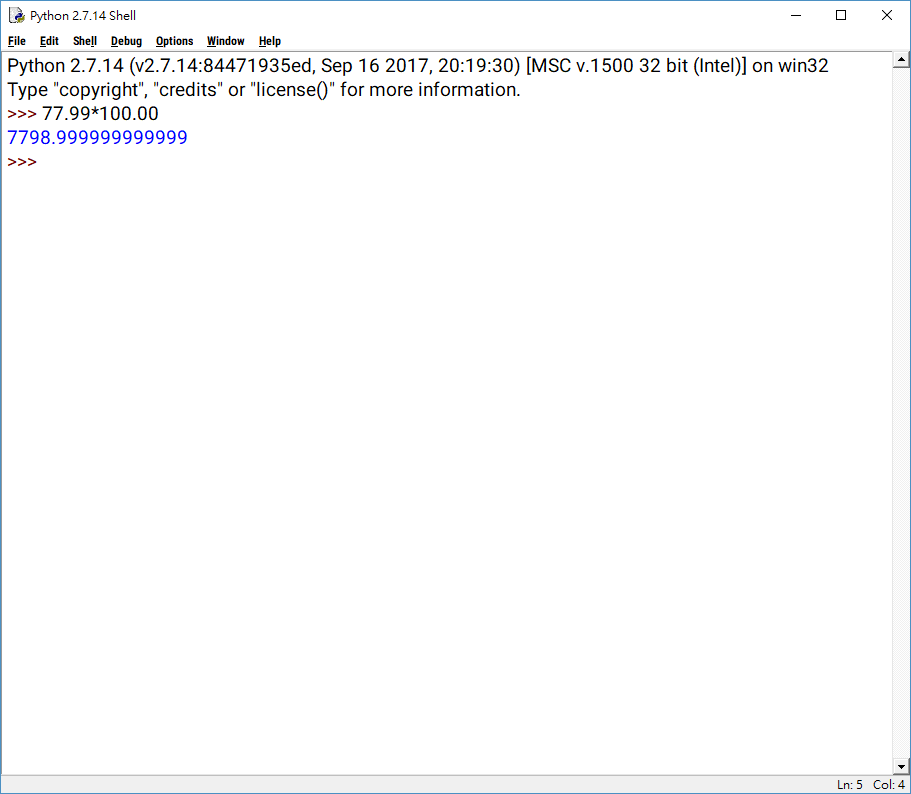 Python 2.7.14 Shell
File Edit Shell Debug Options Window Help
Python 2.7.14 (v2.7.14:84471935ed, Sep 16 2017, 20:19:30) [MSC v.1500 32 bit (Intel)] on win32
Type "copyright", "credits" or "license()" for more information.
>>> 77.99*100.00
7798.999999999999
>>>
Ln: 5 Col: 4